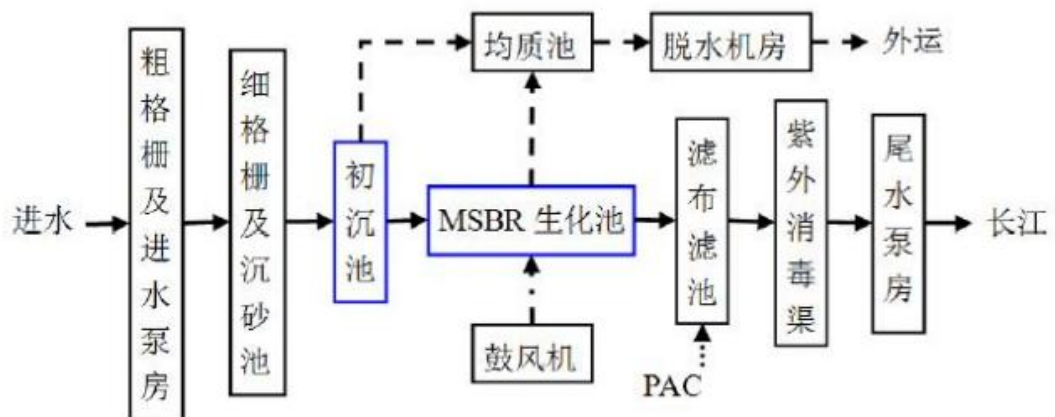 均质池
脱水机房
外运
进水
粗格栅及进水泵房
细格栅及沉砂池
初沉池
MSBR 生化池
滤布滤池
紫外消毒渠
尾水泵房
长江
鼓风机
PAC